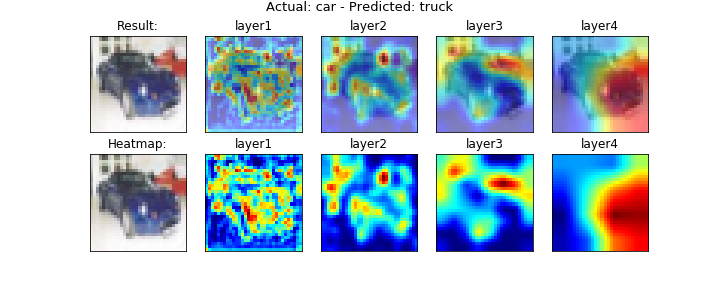 Actual: car - Predicted: truck
Result: layer1 layer2 layer3 layer4
Heatmap: layer1 layer2 layer3 layer4